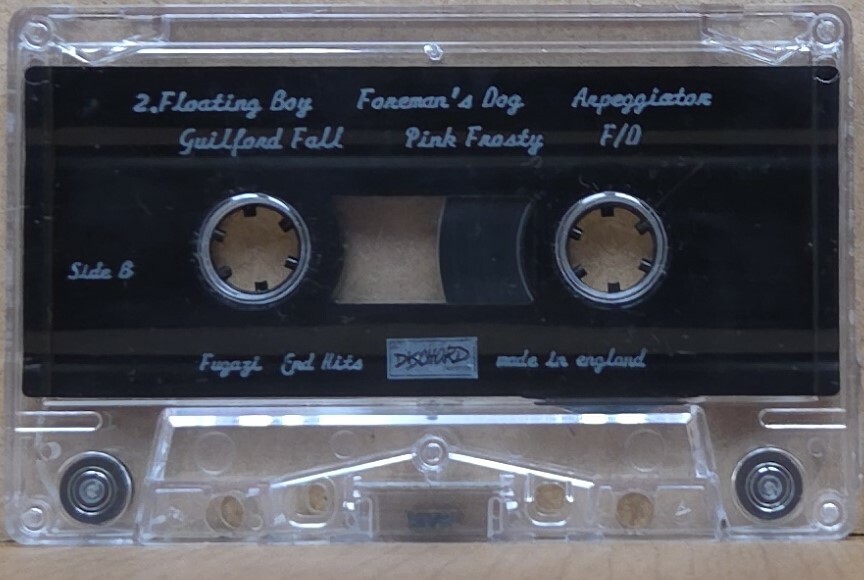 2.Floating Boy Foreman's Dog Arpeggiator
Guilford Fall Pink Frosty F/D
Side B
Fugazi End Hits DISCHORD made in england